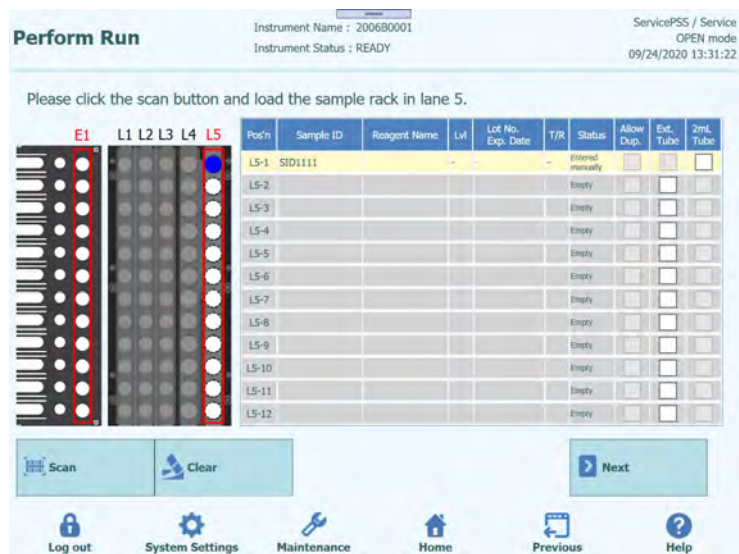 Perform Run
Instrument Name : 2006B0001
Instrument Status : READY
ServicePSS / Service
OPEN mode
09/24/2020 13:31:22
Please click the scan button and load the sample rack in lane 5.
E1 L1 L2 L3 L4 L5
Pos'n Sample ID Reagent Name Lvl Lot No. Exp. Date T/R Status Allow Dup. Ext. Tube 2mL Tube
L5-1 SID1111 - - - Entered manually
L5-2 Empty
L5-3 Empty
L5-4 Empty
L5-5 Empty
L5-6 Empty
L5-7 Empty
L5-8 Empty
L5-9 Empty
L5-10 Empty
L5-11 Empty
L5-12 Empty
Scan Clear Next
Log out System Settings Maintenance Home Previous Help